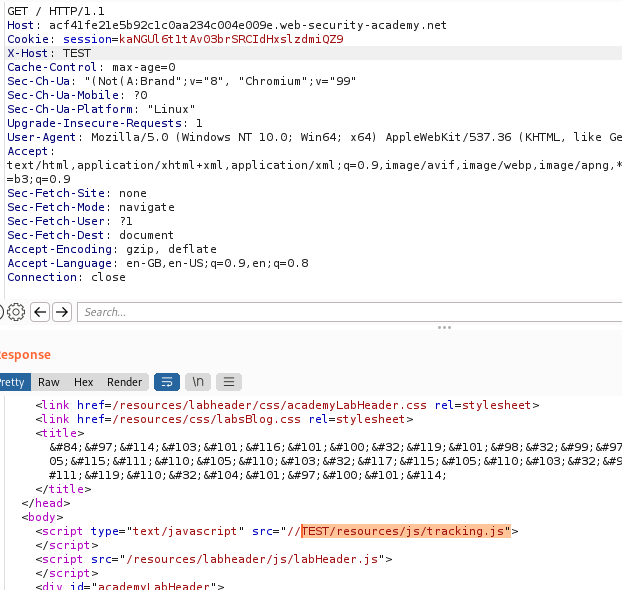 GET / HTTP/1.1
Host: acf41fe21e5b92c1c0aa234c004e009e.web-security-academy.net
Cookie: session=kaNGUl6t1tAv03brSRCIdHxslzdmiQZ9
X-Host: TEST
Cache-Control: max-age=0
Sec-Ch-Ua: "(Not(A:Brand";v="8", "Chromium";v="99"
Sec-Ch-Ua-Mobile: ?0
Sec-Ch-Ua-Platform: "Linux"
Upgrade-Insecure-Requests: 1
User-Agent: Mozilla/5.0 (Windows NT 10.0; Win64; x64) AppleWebKit/537.36 (KHTML, like Ge
Accept:
text/html,application/xhtml+xml,application/xml;q=0.9,image/avif,image/webp,image/apng,*
=b3;q=0.9
Sec-Fetch-Site: none
Sec-Fetch-Mode: navigate
Sec-Fetch-User: ?1
Sec-Fetch-Dest: document
Accept-Encoding: gzip, deflate
Accept-Language: en-GB,en-US;q=0.9,en;q=0.8
Connection: close
Search...
esponse
retty Raw Hex Render \n
<link href=/resources/labheader/css/academyLabHeader.css rel=stylesheet>
<link href=/resources/css/labsBlog.css rel=stylesheet>
<title>
&#84;&#97;&#114;&#103;&#101;&#116;&#101;&#100;&#32;&#119;&#101;&#98;&#32;&#99;&#97
05;&#115;&#111;&#110;&#105;&#110;&#103;&#32;&#117;&#115;&#105;&#110;&#103;&#32;&#9
#111;&#119;&#110;&#32;&#104;&#101;&#97;&#100;&#101;&#114;
</title>
</head>
<body>
<script type="text/javascript" src="//TEST/resources/js/tracking.js">
</script>
<script src="/resources/labheader/js/labHeader.js">
</script>
<div id="academyLabHeader">